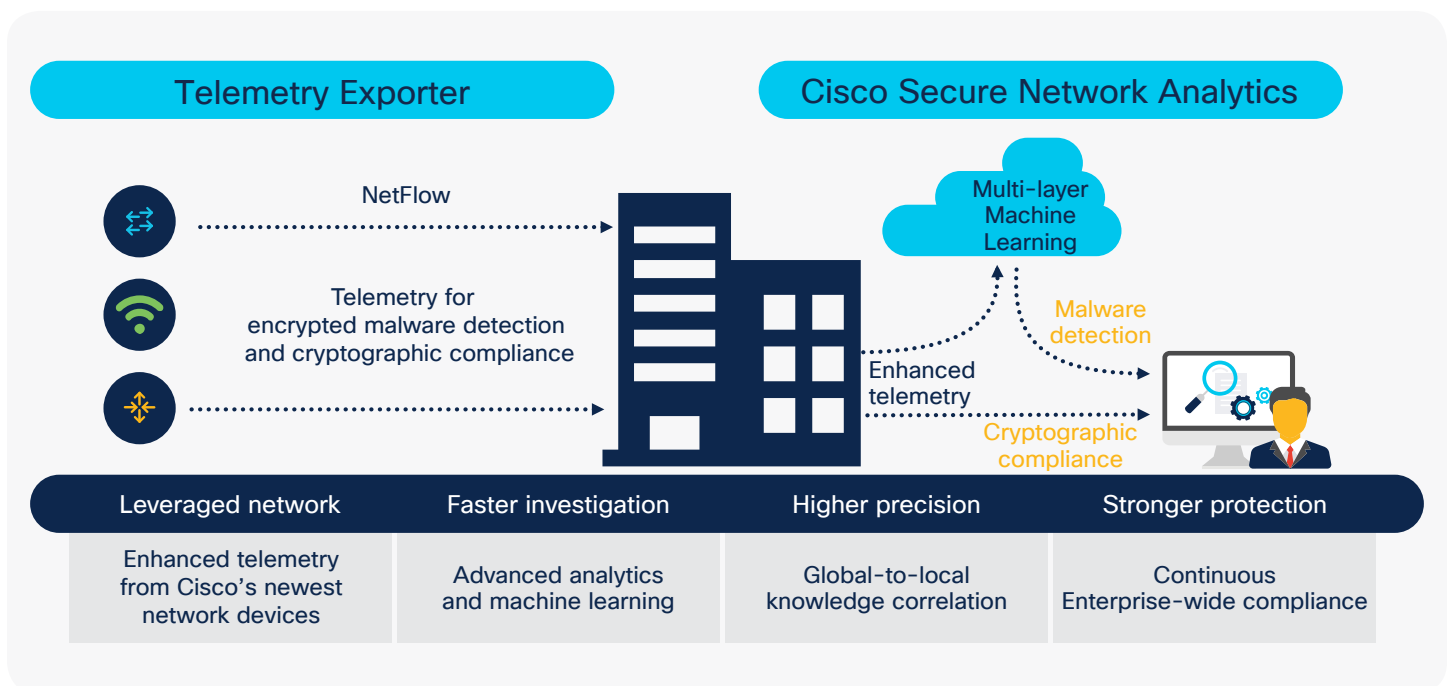 Telemetry Exporter
Cisco Secure Network Analytics
NetFlow
Telemetry for
encrypted malware detection
and cryptographic compliance
Multi-layer
Machine
Learning
Malware
detection
Enhanced
telemetry
Cryptographic
compliance
Leveraged network
Faster investigation
Higher precision
Stronger protection
Enhanced telemetry
from Cisco’s newest
network devices
Advanced analytics
and machine learning
Global-to-local
knowledge correlation
Continuous
Enterprise-wide compliance